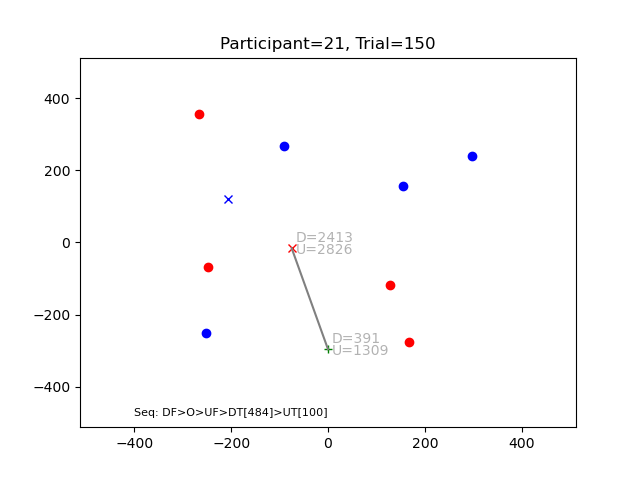 Participant=21, Trial=150
400
200
0
−200
−400
D=2413
U=2826
D=391
U=1309
Seq: DF>O>UF>DT[484]>UT[100]
−400
−200
0
200
400